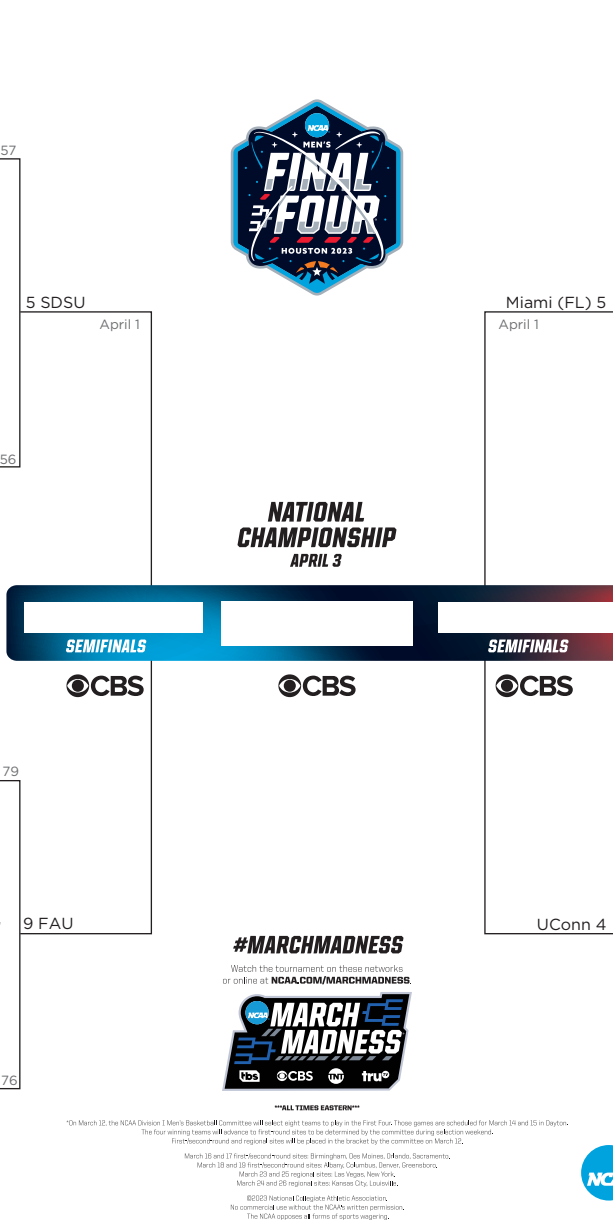 NCAA
MEN'S
FINAL
FOUR
HOUSTON 2023
57
5 SDSU
April 1
Miami (FL) 5
April 1
56
NATIONAL
CHAMPIONSHIP
APRIL 3
SEMIFINALS
SEMIFINALS
CBS
CBS
CBS
79
9 FAU
UConn 4
76
#MARCHMADNESS
Watch the tournament on these networks
or online at NCAA.COM/MARCHMADNESS.
NCAA
MARCH
MADNESS
tbs CBS TNT truTV
***ALL TIMES EASTERN***
*On March 12, the NCAA Division I Men's Basketball Committee will select eight teams to play in the First Four. Those games are scheduled for March 14 and 15 in Dayton.
The four winning teams will advance to first-round sites to be determined by the committee during selection weekend.
First-/second-round and regional sites will be placed in the bracket by the committee on March 12.
March 16 and 17 first-/second-round sites: Birmingham, Des Moines, Orlando, Sacramento.
March 18 and 19 first-/second-round sites: Albany, Columbus, Denver, Greensboro.
March 23 and 25 regional sites: Las Vegas, New York.
March 24 and 26 regional sites: Kansas City, Louisville.
©2023 National Collegiate Athletic Association.
No commercial use without the NCAA's written permission.
The NCAA opposes all forms of sports wagering.